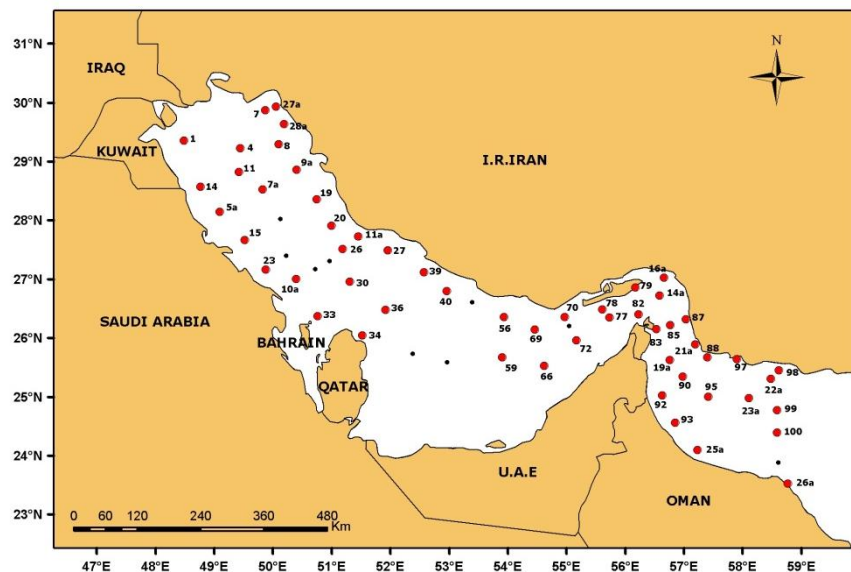 31°N
N
IRAQ
30°N
7
27a
28a
1
4
8
KUWAIT
I.R.IRAN
29°N
11
9a
14
7a
19
5a
28°N
20
15
11a
26
27
23
39
16a
27°N
10a
30
40
79
14a
33
36
56
70
78
82
87
SAUDI ARABIA
77
26°N
BAHRAIN
34
69
72
83
85
21a
88
59
66
19a
97
98
QATAR
90
22a
25°N
92
95
23a
99
93
100
24°N
U.A.E
25a
26a
OMAN
23°N
0 60 120 240 360 480
Km
47°E 48°E 49°E 50°E 51°E 52°E 53°E 54°E 55°E 56°E 57°E 58°E 59°E